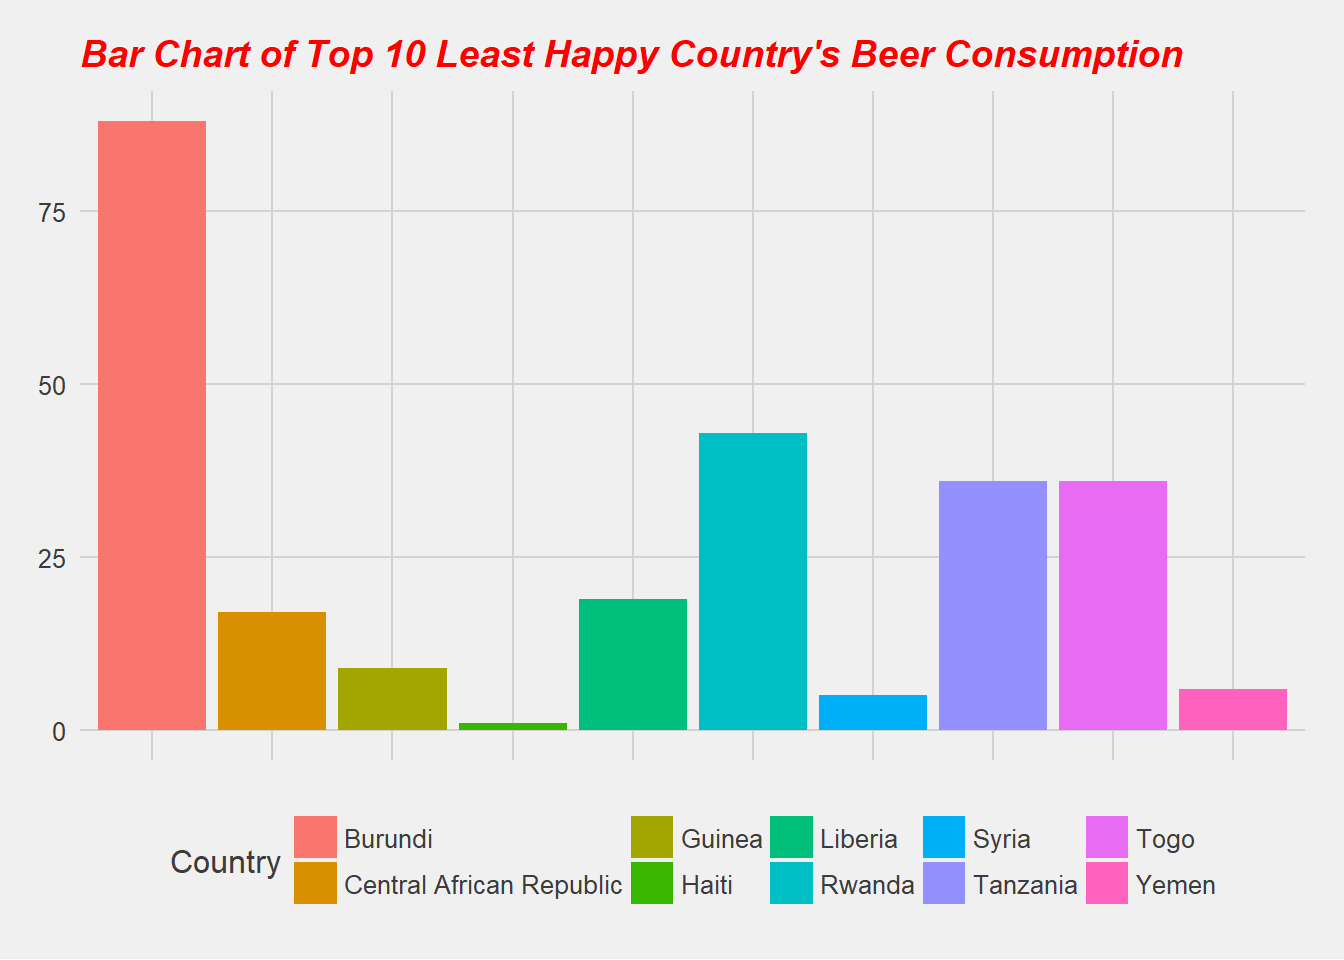 Bar Chart of Top 10 Least Happy Country's Beer Consumption
75
50
25
0
Country
Burundi Guinea Liberia Syria Togo
Central African Republic Haiti Rwanda Tanzania Yemen